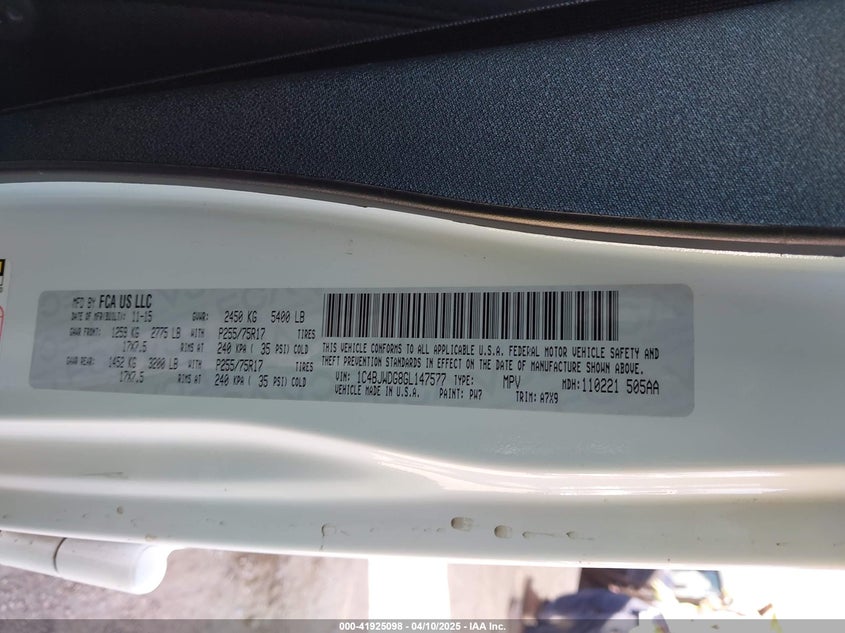 MFD BY FCA US LLC
DATE OF MFR(BUILT): 11-15 GVWR: 2450 KG 5400 LB
GAWR FRONT: 1259 KG 2775 LB WITH P255/75R17 TIRES
17X7.5 RIMS AT 240 KPA ( 35 PSI) COLD
GAWR REAR: 1452 KG 3200 LB WITH P255/75R17 TIRES
17X7.5 RIMS AT 240 KPA ( 35 PSI) COLD
THIS VEHICLE CONFORMS TO ALL APPLICABLE U.S.A. FEDERAL MOTOR VEHICLE SAFETY AND
THEFT PREVENTION STANDARDS IN EFFECT ON THE DATE OF MANUFACTURE SHOWN ABOVE.
VIN: 1C4BJWDG8GL147577 TYPE: MPV MDH: 110221 505AA
VEHICLE MADE IN U.S.A. PAINT: PW7 TRIM: A7X9
000-41925098 - 04/10/2025 - IAA Inc.